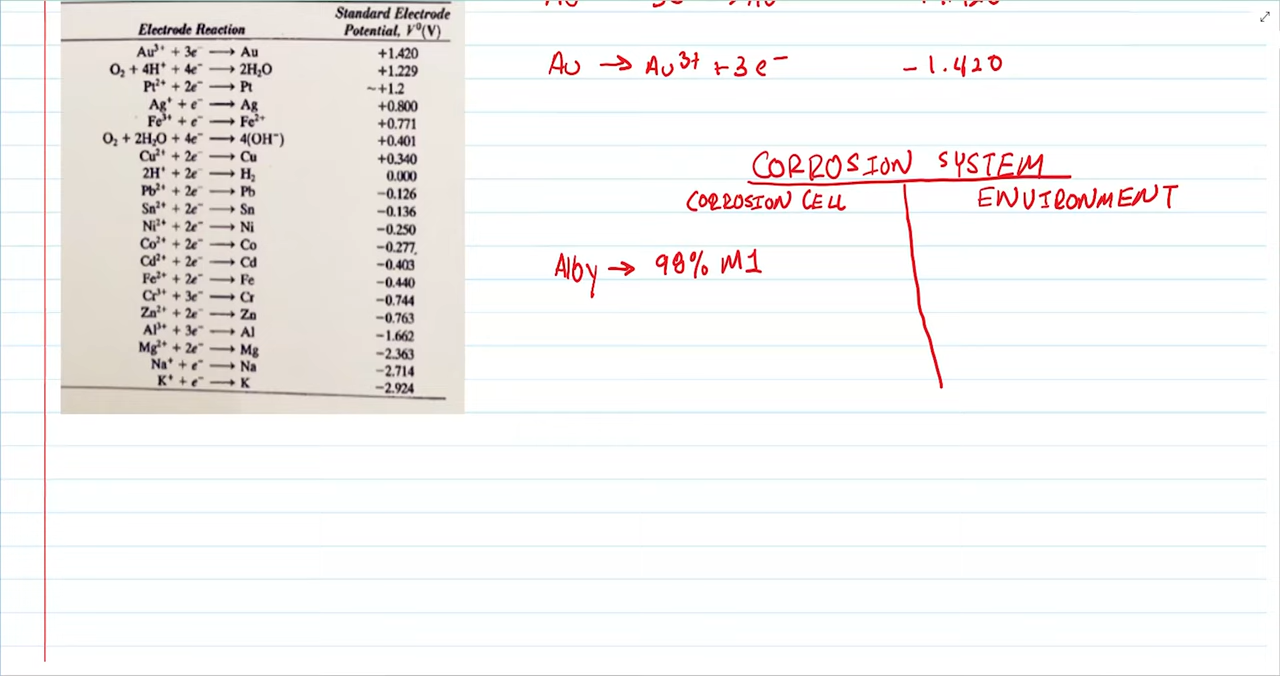 Standard Electrode
Electrode Reaction Potential, V⁰(V)
Au³⁺ + 3e⁻ ⟶ Au +1.420
O₂ + 4H⁺ + 4e⁻ ⟶ 2H₂O +1.229
Pt²⁺ + 2e⁻ ⟶ Pt ~+1.2
Ag⁺ + e⁻ ⟶ Ag +0.800
Fe³⁺ + e⁻ ⟶ Fe²⁺ +0.771
O₂ + 2H₂O + 4e⁻ ⟶ 4(OH⁻) +0.401
Cu²⁺ + 2e⁻ ⟶ Cu +0.340
2H⁺ + 2e⁻ ⟶ H₂ 0.000
Pb²⁺ + 2e⁻ ⟶ Pb −0.126
Sn²⁺ + 2e⁻ ⟶ Sn −0.136
Ni²⁺ + 2e⁻ ⟶ Ni −0.250
Co²⁺ + 2e⁻ ⟶ Co −0.277
Cd²⁺ + 2e⁻ ⟶ Cd −0.403
Fe²⁺ + 2e⁻ ⟶ Fe −0.440
Cr³⁺ + 3e⁻ ⟶ Cr −0.744
Zn²⁺ + 2e⁻ ⟶ Zn −0.763
Al³⁺ + 3e⁻ ⟶ Al −1.662
Mg²⁺ + 2e⁻ ⟶ Mg −2.363
Na⁺ + e⁻ ⟶ Na −2.714
K⁺ + e⁻ ⟶ K −2.924
Au → Au³⁺ + 3e⁻ −1.420
CORROSION SYSTEM
CORROSION CELL ENVIRONMENT
Alby → 98% M1